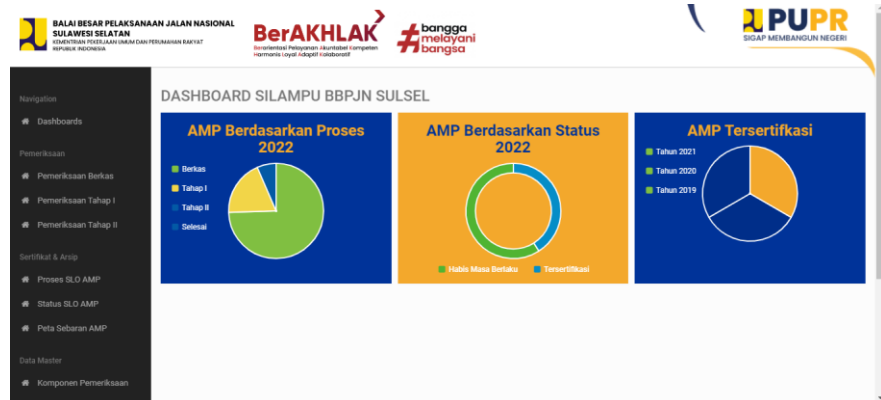 BALAI BESAR PELAKSANAAN JALAN NASIONAL
SULAWESI SELATAN
KEMENTRIAN PEKERJAAN UMUM DAN PERUMAHAN RAKYAT
REPUBLIK INDONESIA
BerAKHLAK
Berorientasi Pelayanan Akuntabel Kompeten
Harmonis Loyal Adaptif Kolaboratif
#bangga
melayani
bangsa
PUPR
SIGAP MEMBANGUN NEGERI
Navigation
Dashboards
Pemeriksaan
Pemeriksaan Berkas
Pemeriksaan Tahap I
Pemeriksaan Tahap II
Sertifikat & Arsip
Proses SLO AMP
Status SLO AMP
Peta Sebaran AMP
Data Master
Komponen Pemeriksaan
DASHBOARD SILAMPU BBPJN SULSEL
AMP Berdasarkan Proses
2022
Berkas
Tahap I
Tahap II
Selesai
AMP Berdasarkan Status
2022
Habis Masa Berlaku
Tersertifikasi
AMP Tersertifkasi
Tahun 2021
Tahun 2020
Tahun 2019